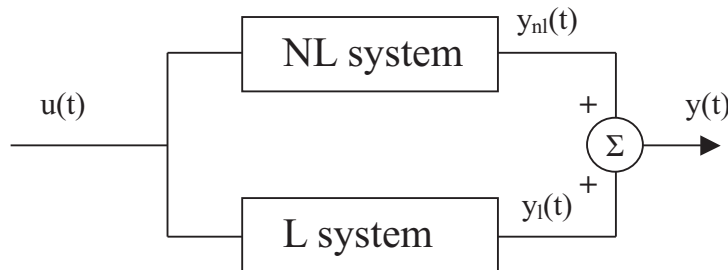 NL system
y_nl(t)
u(t)
+
Σ
y(t)
+
L system
y_l(t)